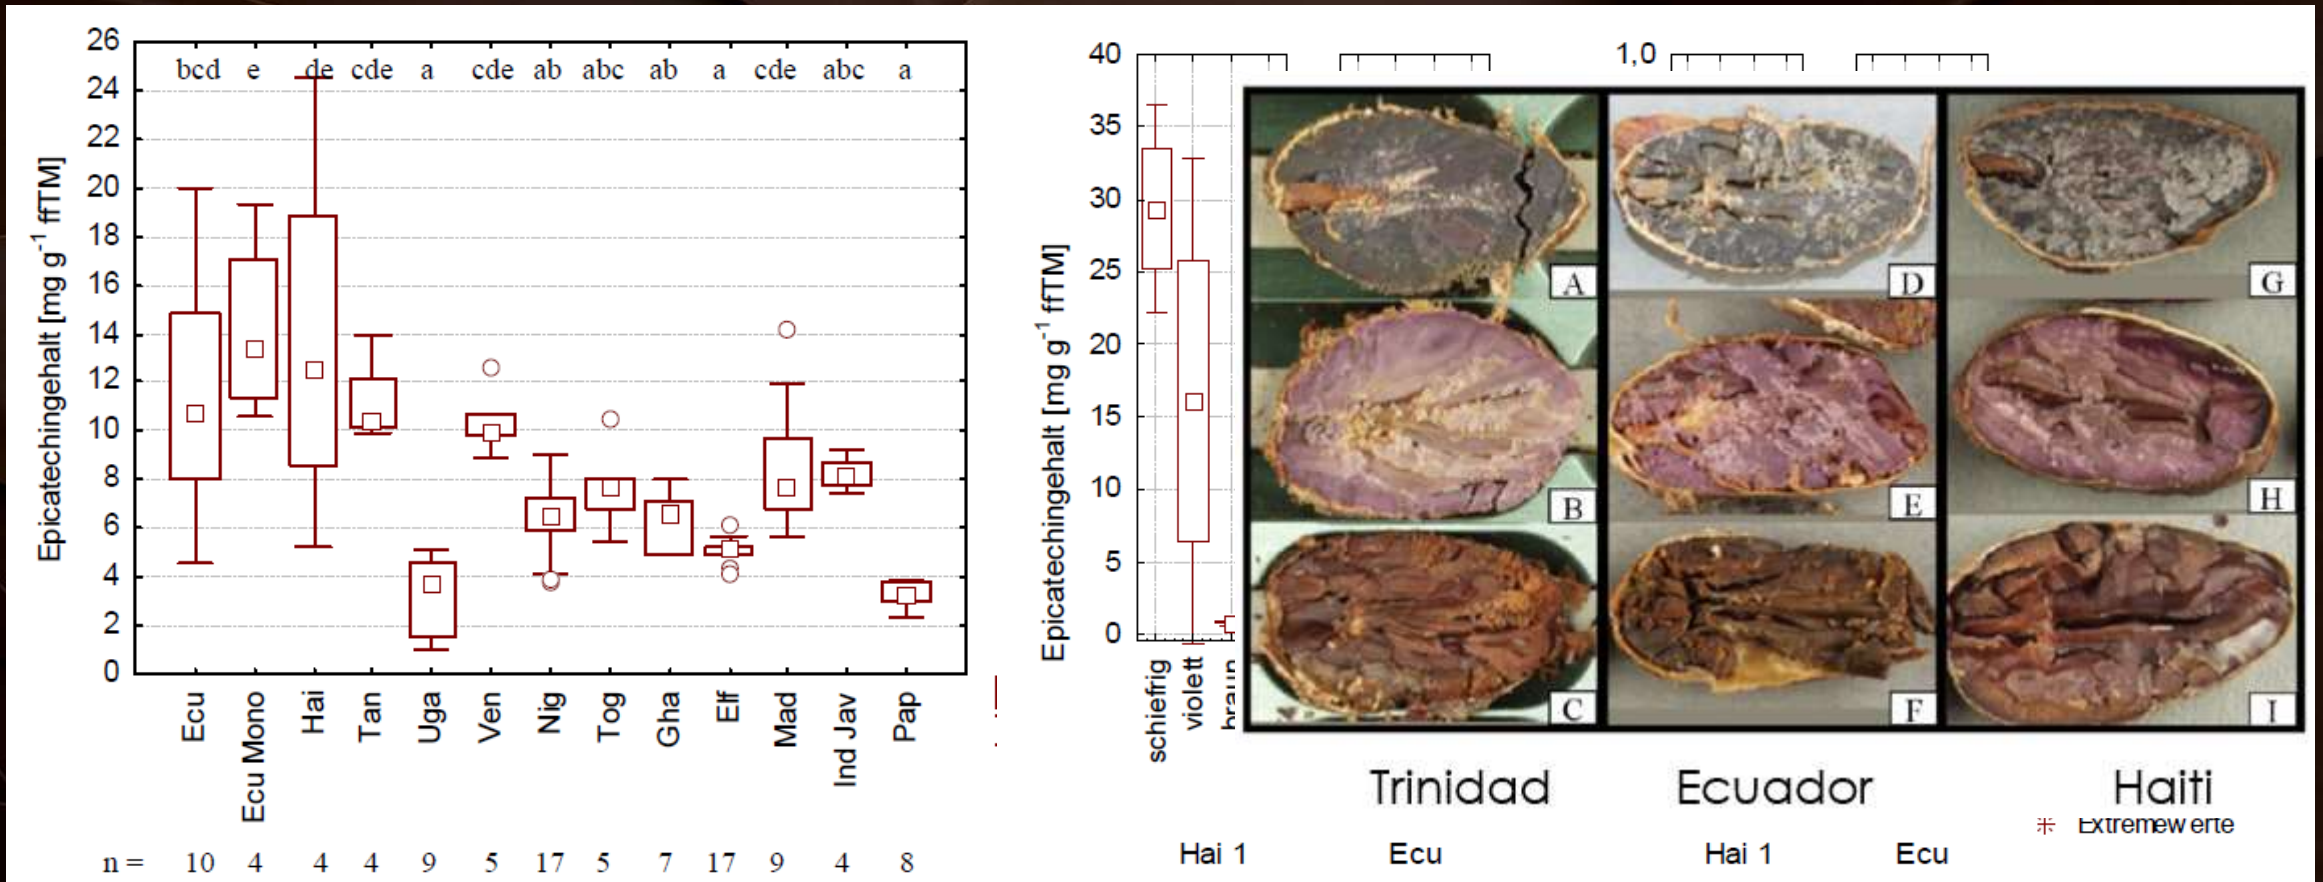 Epicatechingehalt [mg g⁻¹ ffTM]
26
24
22
20
18
16
14
12
10
8
6
4
2
0
bcd e de cde a cde ab abc ab a cde abc a
Ecu
Ecu Mono
Hai
Tan
Uga
Ven
Nig
Tog
Gha
Elf
Mad
Ind Jav
Pap
n = 10 4 4 4 9 5 17 5 7 17 9 4 8
Epicatechingehalt [mg g⁻¹ ffTM]
40
35
30
25
20
15
10
5
0
1,0
schiefrig
violett
braun
A
D
G
B
E
H
C
F
I
Trinidad Ecuador Haiti
Extremewerte
Hai 1 Ecu Hai 1 Ecu